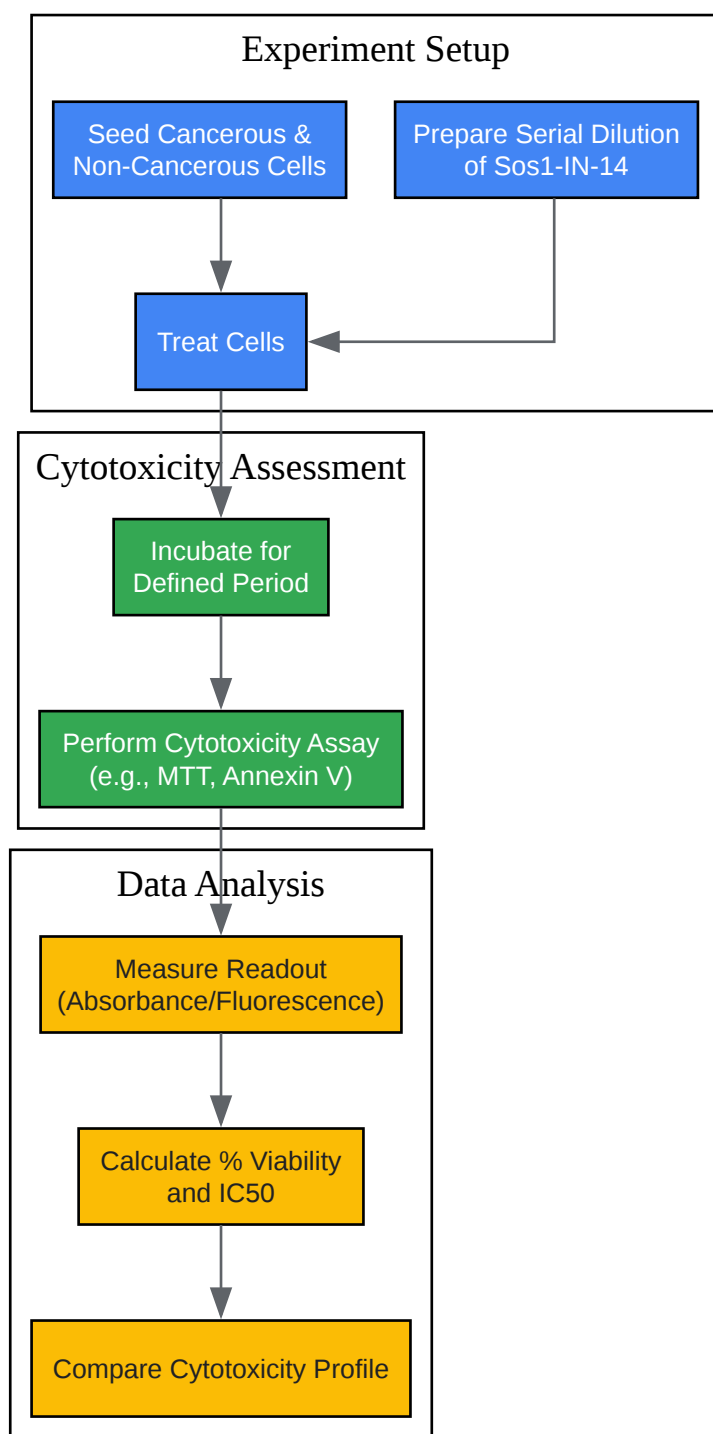 Experiment Setup
Seed Cancerous &
Non-Cancerous Cells
Prepare Serial Dilution
of Sos1-IN-14
Treat Cells
Cytotoxicity Assessment
Incubate for
Defined Period
Perform Cytotoxicity Assay
(e.g., MTT, Annexin V)
Data Analysis
Measure Readout
(Absorbance/Fluorescence)
Calculate % Viability
and IC50
Compare Cytotoxicity Profile